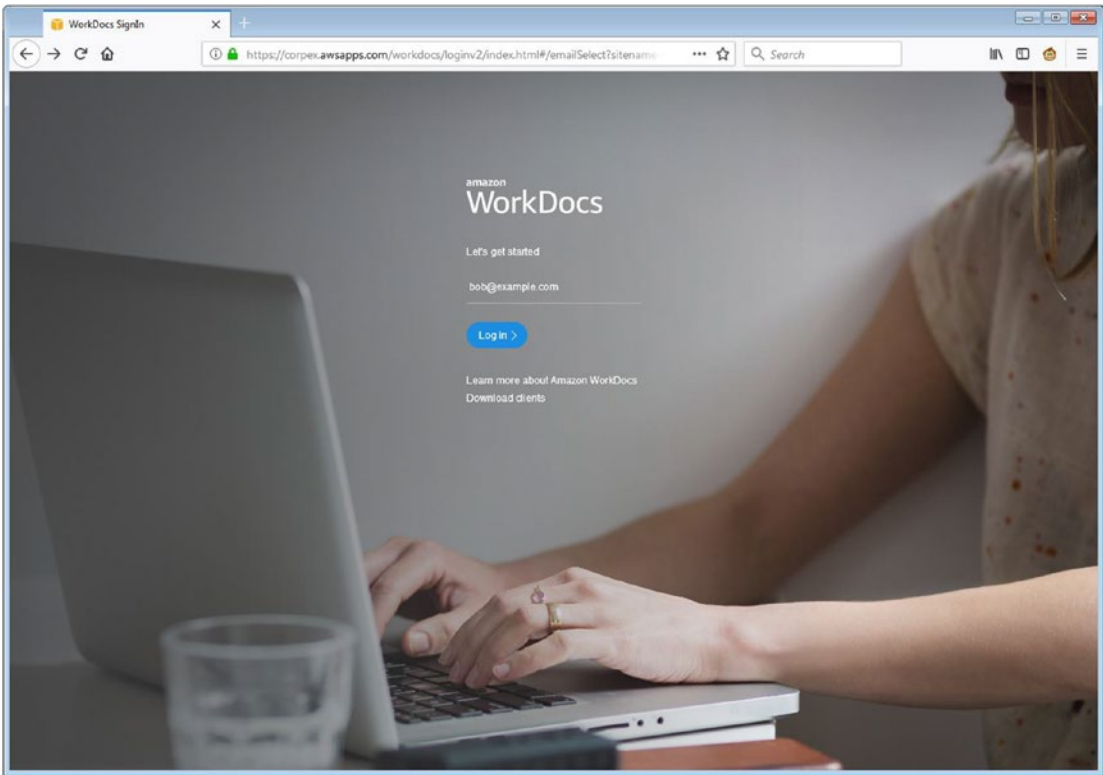 WorkDocs SignIn
https://corpex.awsapps.com/workdocs/loginv2/index.html#/emailSelect?sitename
Search
amazon
WorkDocs
Let's get started
bob@example.com
Log in
Learn more about Amazon WorkDocs
Download clients